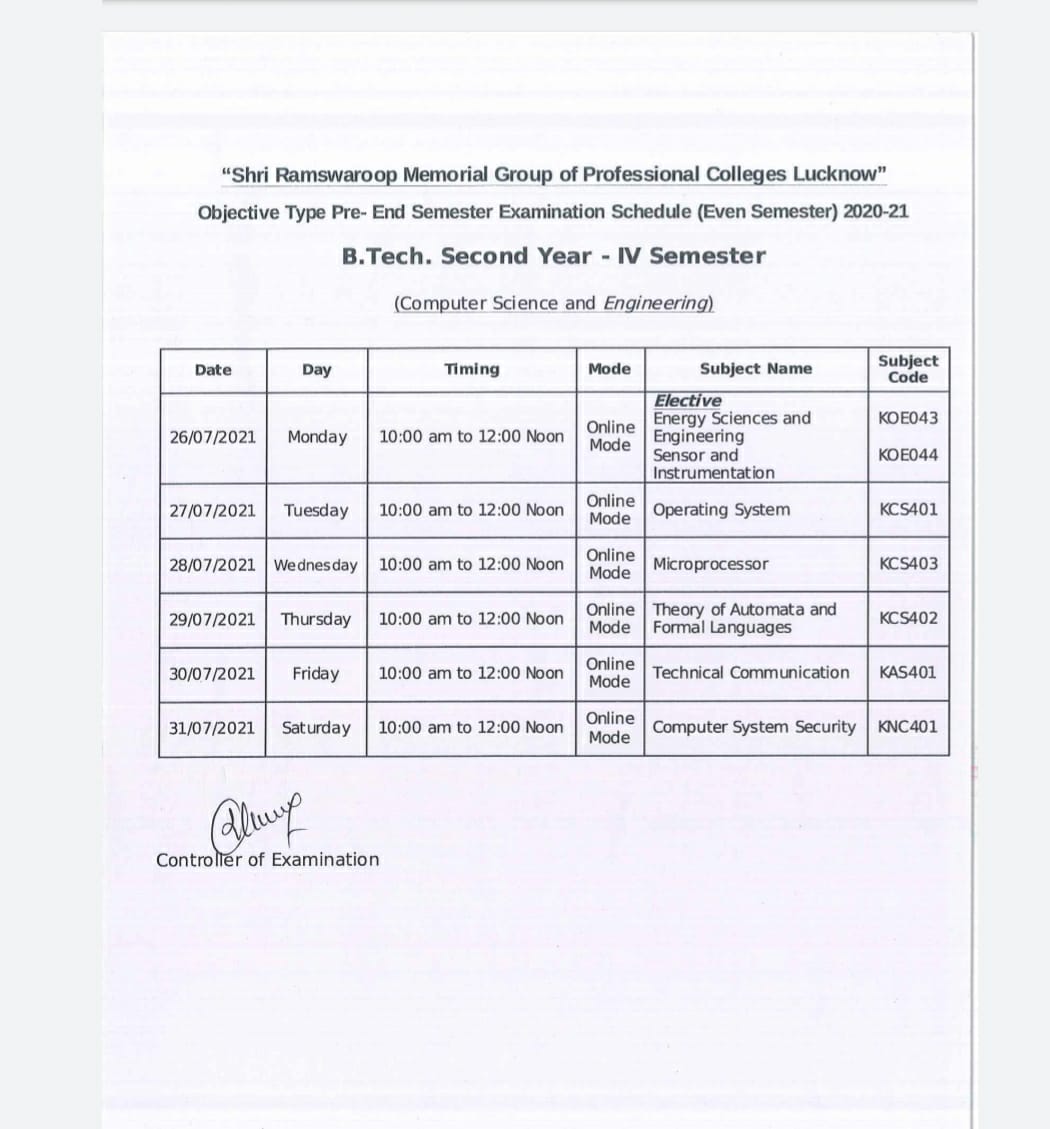 “Shri Ramswaroop Memorial Group of Professional Colleges Lucknow”
Objective Type Pre- End Semester Examination Schedule (Even Semester) 2020-21
B.Tech. Second Year - IV Semester
(Computer Science and Engineering)
Date Day Timing Mode Subject Name Subject Code
26/07/2021 Monday 10:00 am to 12:00 Noon Online Mode Elective
Energy Sciences and Engineering KOE043
Sensor and Instrumentation KOE044
27/07/2021 Tuesday 10:00 am to 12:00 Noon Online Mode Operating System KCS401
28/07/2021 Wednesday 10:00 am to 12:00 Noon Online Mode Microprocessor KCS403
29/07/2021 Thursday 10:00 am to 12:00 Noon Online Mode Theory of Automata and Formal Languages KCS402
30/07/2021 Friday 10:00 am to 12:00 Noon Online Mode Technical Communication KAS401
31/07/2021 Saturday 10:00 am to 12:00 Noon Online Mode Computer System Security KNC401
Controller of Examination